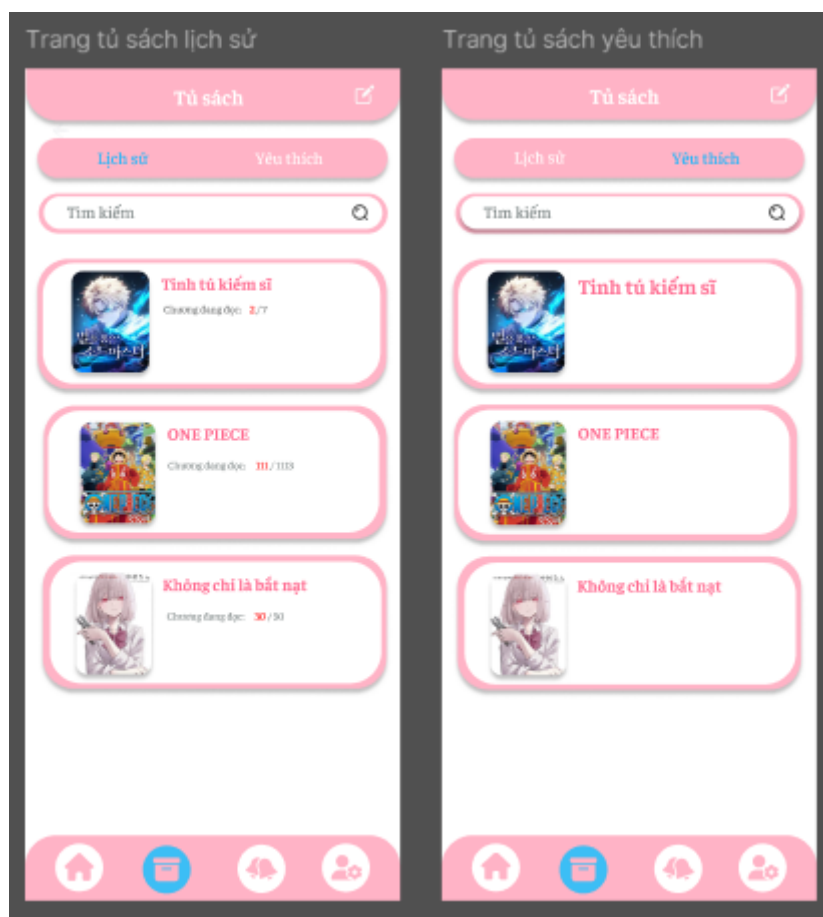 Trang tủ sách lịch sử
Tủ sách
Lịch sử
Yêu thích
Tìm kiếm
Tinh tú kiếm sĩ
Chương đang đọc: 2/7
ONE PIECE
Chương đang đọc: 111/1113
Không chỉ là bắt nạt
Chương đang đọc: 30/30
Trang tủ sách yêu thích
Tủ sách
Lịch sử
Yêu thích
Tìm kiếm
Tinh tú kiếm sĩ
ONE PIECE
Không chỉ là bắt nạt